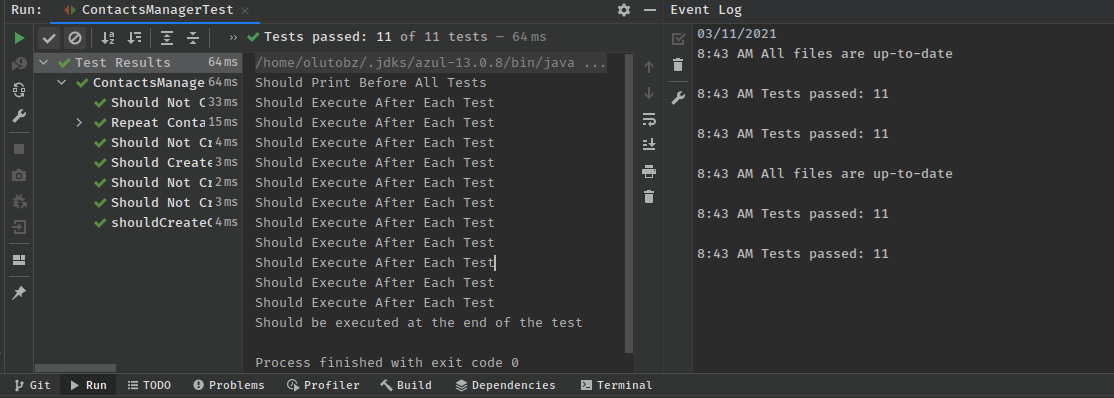 Run: ContactsManagerTest
Event Log
Tests passed: 11 of 11 tests – 64 ms
Test Results 64 ms
ContactsManage 64 ms
Should Not C 33 ms
Repeat Conta 15 ms
Should Not Cr 4 ms
Should Create 3 ms
Should Not Cr 2 ms
Should Not Cr 3 ms
shouldCreateC 4 ms
/home/olutobz/.jdks/azul-13.0.8/bin/java ...
Should Print Before All Tests
Should Execute After Each Test
Should Execute After Each Test
Should Execute After Each Test
Should Execute After Each Test
Should Execute After Each Test
Should Execute After Each Test
Should Execute After Each Test
Should Execute After Each Test
Should Execute After Each Test
Should Execute After Each Test
Should Execute After Each Test
Should be executed at the end of the test
Process finished with exit code 0
03/11/2021
8:43 AM All files are up-to-date
8:43 AM Tests passed: 11
8:43 AM Tests passed: 11
8:43 AM All files are up-to-date
8:43 AM Tests passed: 11
8:43 AM Tests passed: 11
Git Run TODO Problems Profiler Build Dependencies Terminal